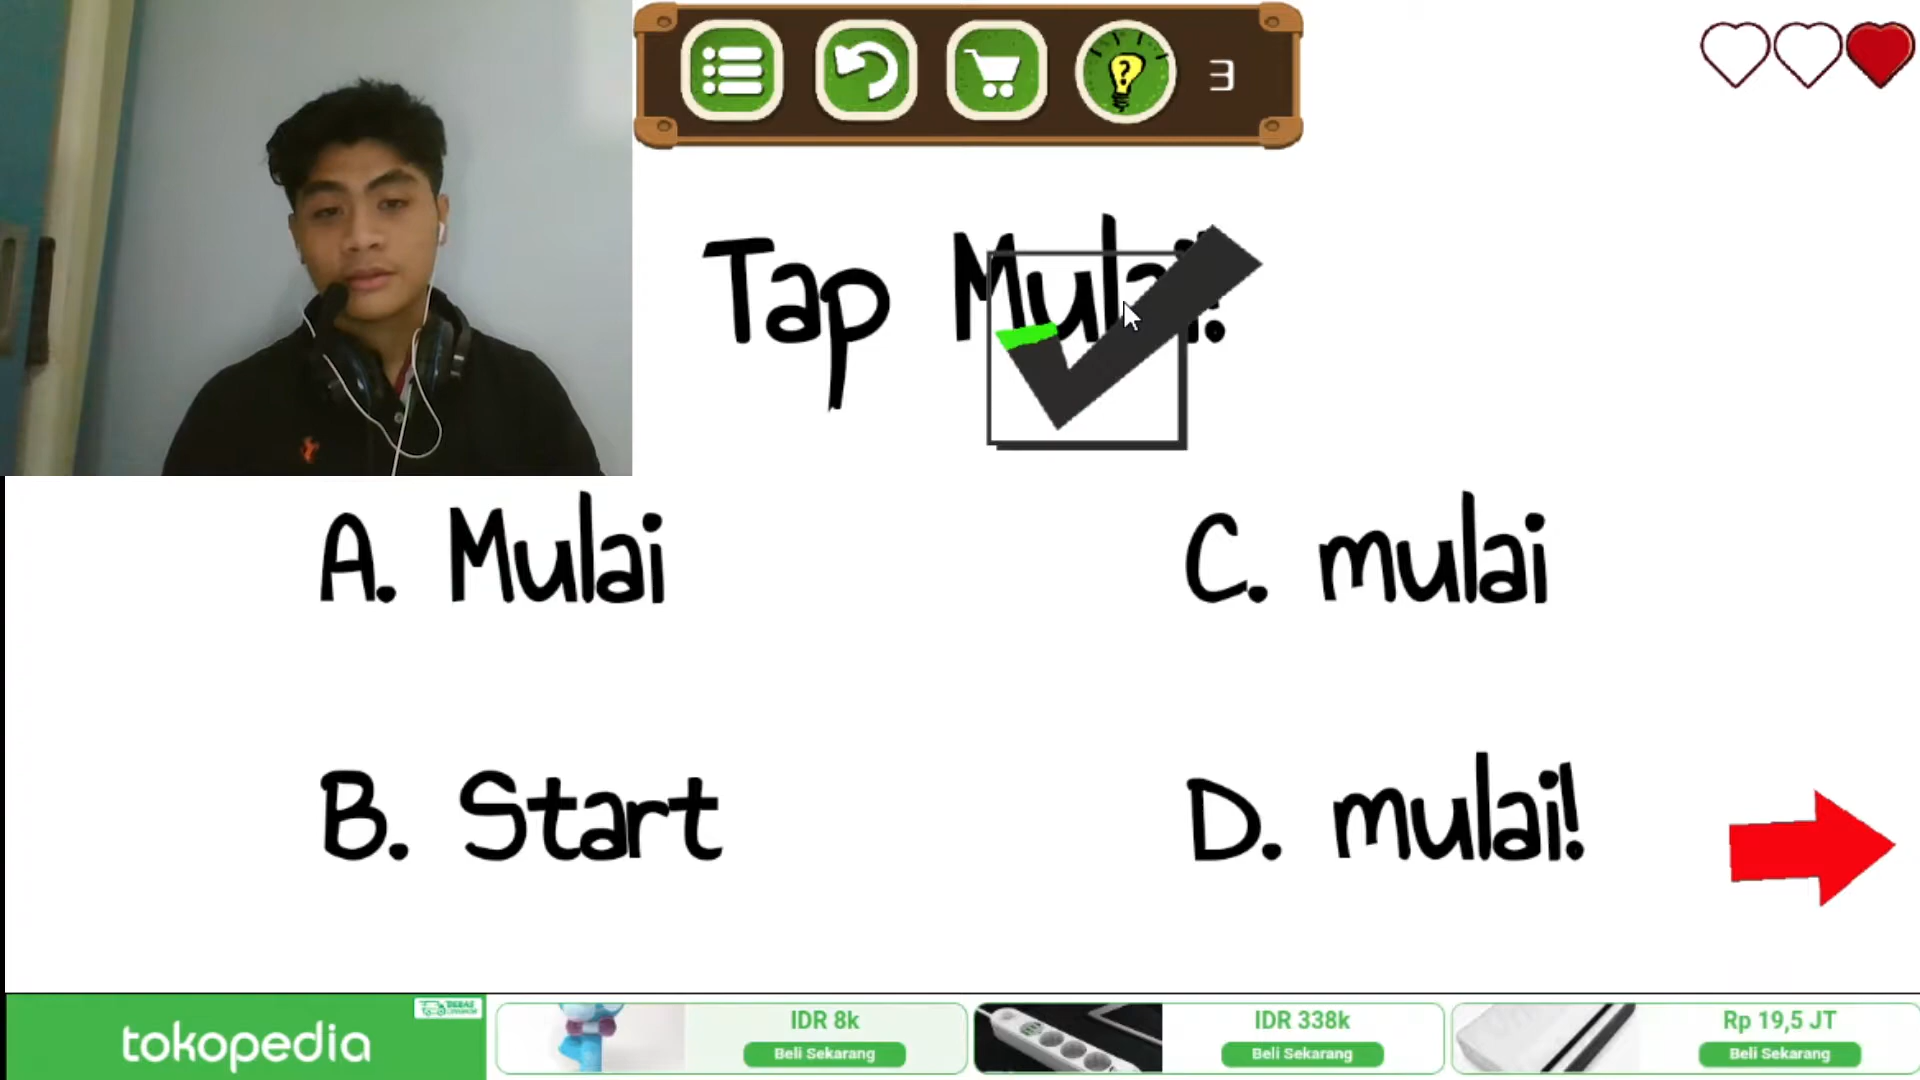 3
Tap Mulai!
A. Mulai
C. mulai
B. Start
D. mulai!
tokopedia
IDR 8k
Beli Sekarang
IDR 338k
Beli Sekarang
Rp 19,5 JT
Beli Sekarang